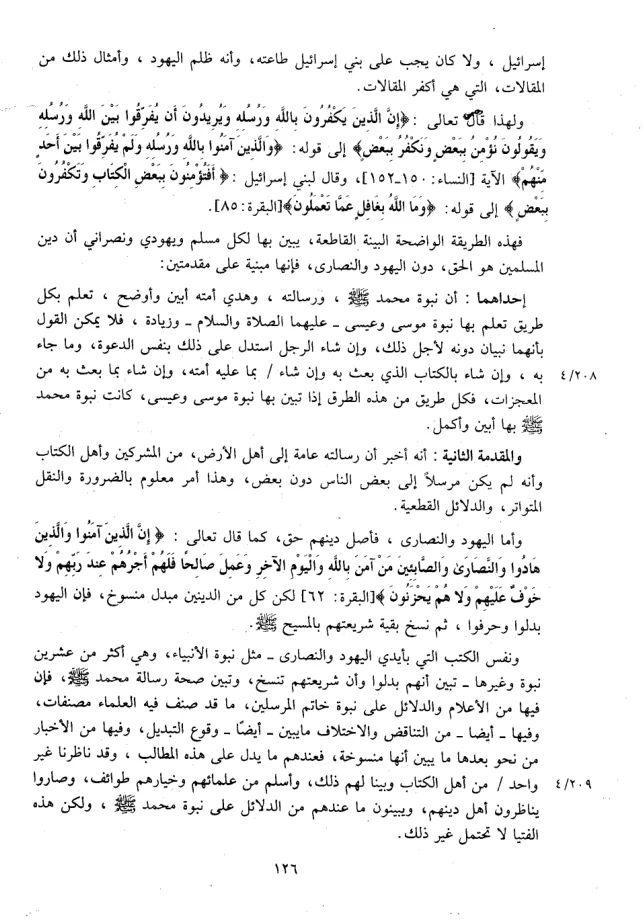 إسرائيل ، ولا كان يجب على بني إسرائيل طاعته، وأنه ظلم اليهود ، وأمثال ذلك من
المقالات، التي هي أكفر المقالات.
ولهذا قال تعالى : ﴿إِنَّ الَّذِينَ يَكْفُرُونَ بِاللَّهِ وَرُسُلِهِ وَيُرِيدُونَ أَن يُفَرِّقُوا بَيْنَ اللَّهِ وَرُسُلِهِ
وَيَقُولُونَ نُؤْمِنُ بِبَعْضٍ وَنَكْفُرُ بِبَعْضٍ﴾ إلى قوله: ﴿وَالَّذِينَ آمَنُوا بِاللَّهِ وَرُسُلِهِ وَلَمْ يُفَرِّقُوا بَيْنَ أَحَدٍ
مِّنْهُمْ﴾ الآية [النساء: ١٥٠ـ١٥٢]، وقال لبني إسرائيل :﴿ أَفَتُؤْمِنُونَ بِبَعْضِ الْكِتَابِ وَتَكْفُرُونَ
بِبَعْضٍ ﴾ إلى قوله: ﴿وَمَا اللَّهُ بِغَافِلٍ عَمَّا تَعْمَلُونَ﴾[البقرة: ٨٥].
فهذه الطريقة الواضحة البينة القاطعة، يبين بها لكل مسلم ويهودي ونصراني أن دين
المسلمين هو الحق، دون اليهود والنصارى، فإنها مبنية على مقدمتين:
إحداهما : أن نبوة محمد ﷺ ، ورسالته ، وهدي أمته أبين وأوضح ، تعلم بكل
طريق تعلم بها نبوة موسى وعيسى ـ عليهما الصلاة والسلام ـ وزيادة ، فلا يمكن القول
بأنهما نبيان دونه لأجل ذلك، وإن شاء الرجل استدل على ذلك بنفس الدعوة، وما جاء
به ، وإن شاء بالكتاب الذي بعث به وإن شاء / بما عليه أمته، وإن شاء بما بعث به من ٤/٢٠٨
المعجزات، فكل طريق من هذه الطرق إذا تبين بها نبوة موسى وعيسى، كانت نبوة محمد
ﷺ بها أبين وأكمل.
والمقدمة الثانية : أنه أخبر أن رسالته عامة إلى أهل الأرض، من المشركين وأهل الكتاب
وأنه لم يكن مرسلاً إلى بعض الناس دون بعض، وهذا أمر معلوم بالضرورة والنقل
المتواتر، والدلائل القطعية.
وأما اليهود والنصارى ، فأصل دينهم حق، كما قال تعالى : ﴿ إِنَّ الَّذِينَ آمَنُوا وَالَّذِينَ
هَادُوا وَالنَّصَارَىٰ وَالصَّابِئِينَ مَنْ آمَنَ بِاللَّهِ وَالْيَوْمِ الآخِرِ وَعَمِلَ صَالِحًا فَلَهُمْ أَجْرُهُمْ عِندَ رَبِّهِمْ وَلا
خَوْفٌ عَلَيْهِمْ وَلا هُمْ يَحْزَنُونَ ﴾[البقرة: ٦٢] لكن كل من الدينين مبدل منسوخ، فإن اليهود
بدلوا وحرفوا ، ثم نسخ بقية شريعتهم بالمسيح ﷺ.
ونفس الكتب التي بأيدي اليهود والنصارى ـ مثل نبوة الأنبياء، وهي أكثر من عشرين
نبوة وغيرها ـ تبين أنهم بدلوا وأن شريعتهم تنسخ، وتبين صحة رسالة محمد ﷺ، فإن
فيها من الأعلام والدلائل على نبوة خاتم المرسلين، ما قد صنف فيه العلماء مصنفات،
وفيها ـ أيضا ـ من التناقض والاختلاف مايبين ـ أيضًا ـ وقوع التبديل، وفيها من الأخبار
من نحو بعدها ما يبين أنها منسوخة، فعندهم ما يدل على هذه المطالب ، وقد ناظرنا غير
واحد / من أهل الكتاب وبينا لهم ذلك، وأسلم من علمائهم وخيارهم طوائف، وصاروا ٤/٢٠٩
يناظرون أهل دينهم، ويبينون ما عندهم من الدلائل على نبوة محمد ﷺ ، ولكن هذه
الفتيا لا تحتمل غير ذلك.
١٢٦